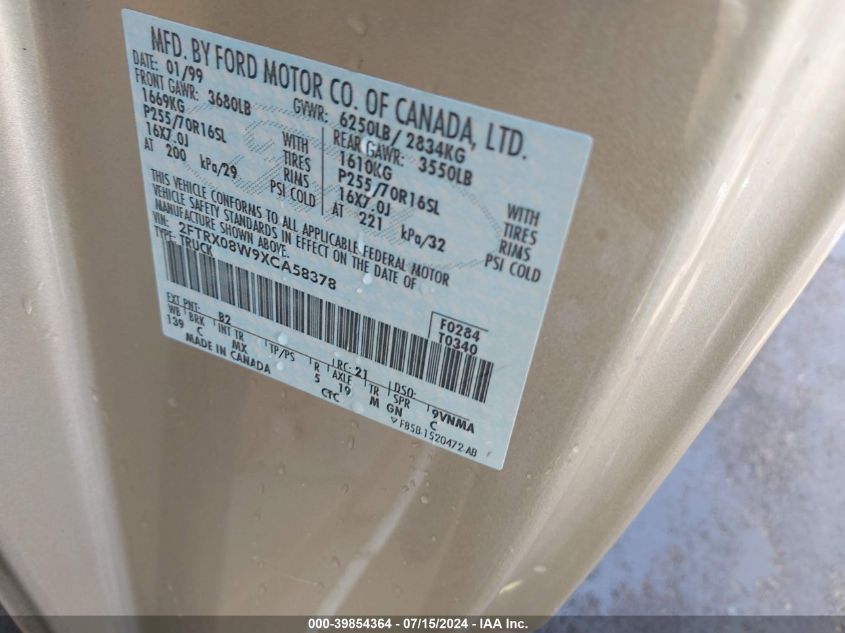 MFD. BY FORD MOTOR CO. OF CANADA, LTD.
DATE: 01/99 GVWR: 6250LB/ 2834KG
FRONT GAWR: 3680LB REAR GAWR: 3550LB
1669KG 1610KG
P255/70R16SL WITH TIRES P255/70R16SL WITH TIRES
16X7.0J RIMS 16X7.0J RIMS
AT 200 kPa/29 PSI COLD AT 221 kPa/32 PSI COLD
THIS VEHICLE CONFORMS TO ALL APPLICABLE FEDERAL MOTOR
VEHICLE SAFETY STANDARDS IN EFFECT ON THE DATE OF
MANUFACTURE SHOWN ABOVE.
VIN: 2FTRX08W9XCA58378
TYPE: TRUCK
F0284
T0340
EXT PNT: B2 RC: 21 DSO:
WB BRK INT TR TP/PS R AXLE TR SPR
139 C MX 5 19 M GN C 9VNMA
MADE IN CANADA CTC
F85B-1520472-AB
000-39854364 - 07/15/2024 - IAA Inc.